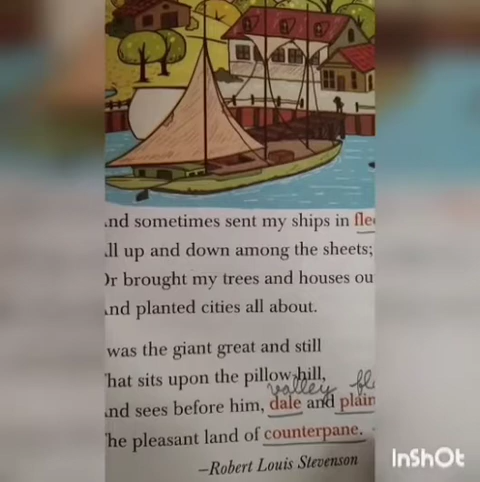 nd sometimes sent my ships in flee
ll up and down among the sheets;
r brought my trees and houses ou
nd planted cities all about.
was the giant great and still
hat sits upon the pillow-hill,
valley
nd sees before him, dale and plain
he pleasant land of counterpane.
–Robert Louis Stevenson
InShOt